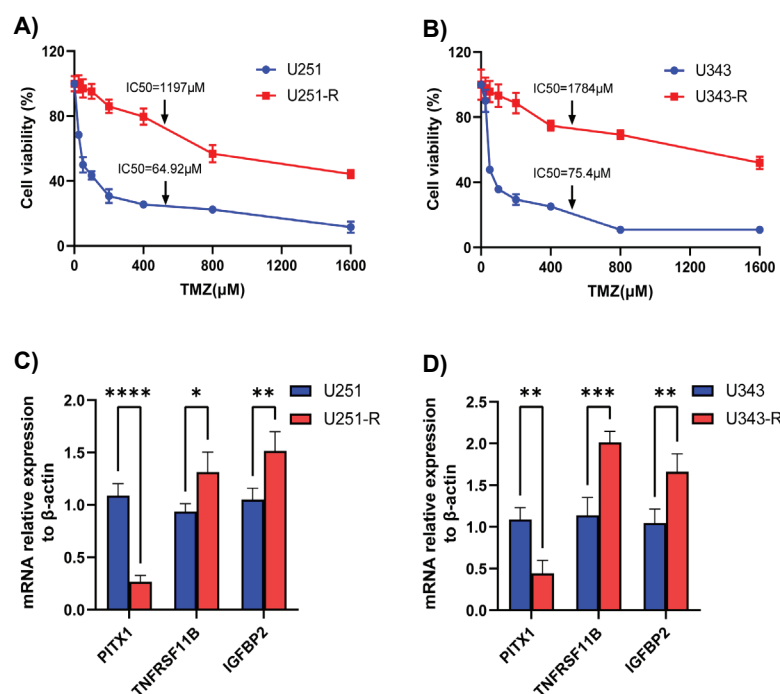 A)
U251
U251-R
IC50=1197μM
IC50=64.92μM
Cell viability (%)
120
80
40
0
0
400
800
1200
1600
TMZ(μM)
B)
U343
U343-R
IC50=1784μM
IC50=75.4μM
Cell viability (%)
120
80
40
0
0
400
800
1200
1600
TMZ(μM)
C)
U251
U251-R
****
*
**
mRNA relative expression
to β-actin
2.0
1.5
1.0
0.5
0.0
PITX1
TNFRSF11B
IGFBP2
D)
U343
U343-R
**
***
**
mRNA relative expression
to β-actin
2.5
2.0
1.5
1.0
0.5
0.0
PITX1
TNFRSF11B
IGFBP2